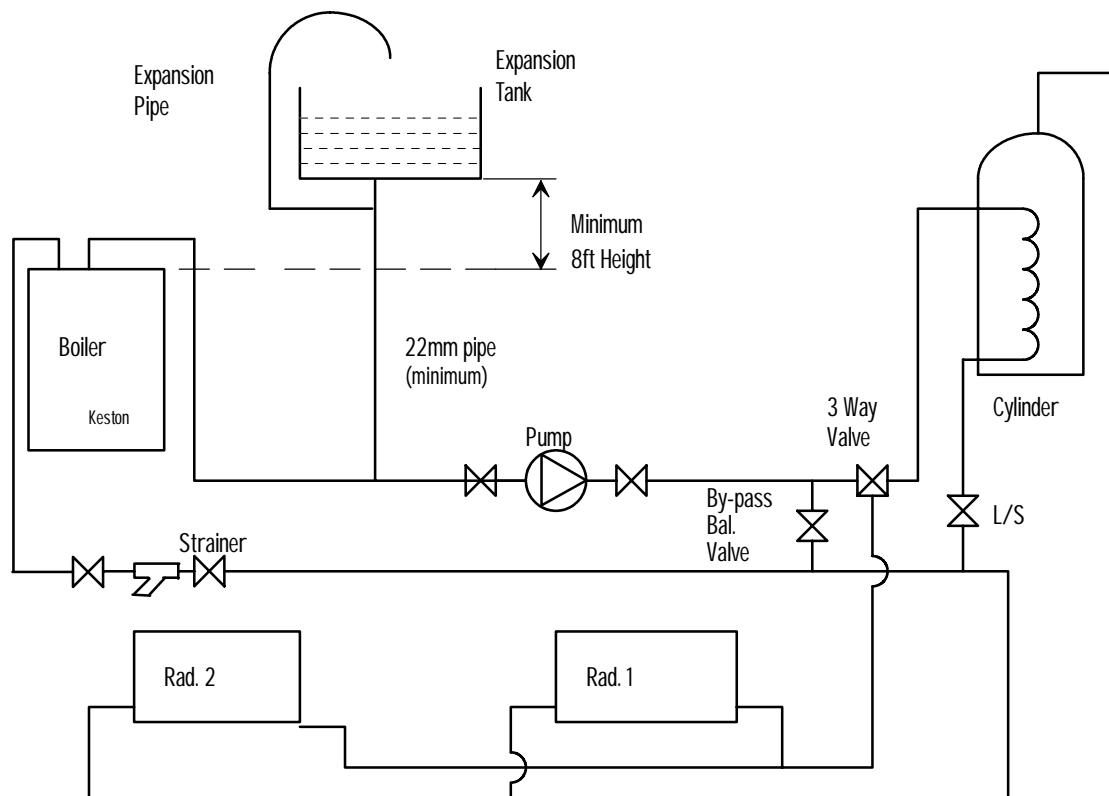 Expansion
Pipe
Expansion
Tank
Minimum
8ft Height
Boiler
Keston
22mm pipe
(minimum)
Pump
3 Way
Valve
Cylinder
By-pass
Bal.
Valve
L/S
Strainer
Rad. 2
Rad. 1